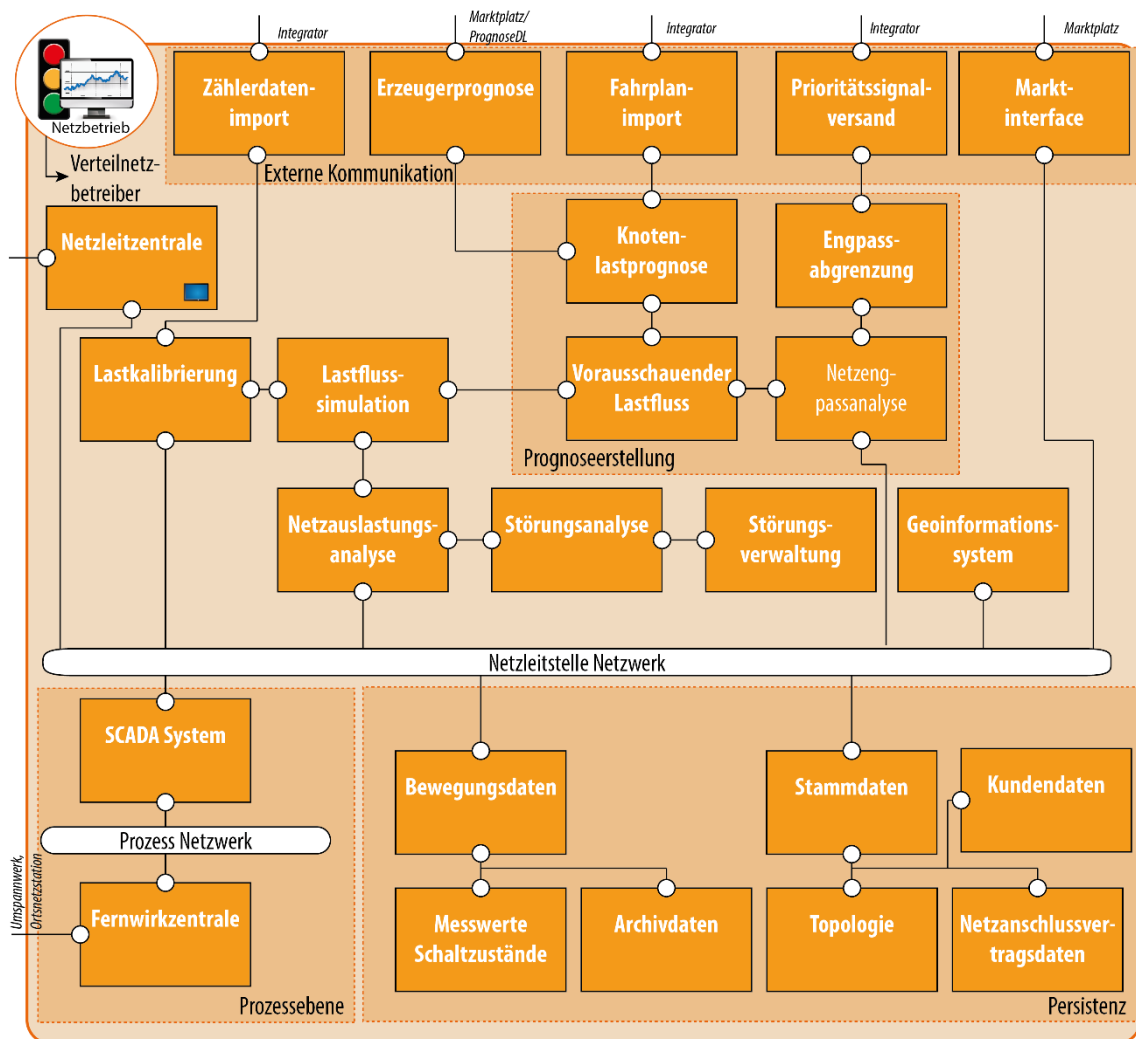 Integrator
Marktplatz/
PrognoseDL
Integrator
Integrator
Marktplatz
Netzbetrieb
Zählerdaten-
import
Erzeugerprognose
Fahrplan-
import
Prioritätssignal-
versand
Markt-
interface
Externe Kommunikation
Verteilnetz-
betreiber
Netzleitzentrale
Knoten-
lastprognose
Engpass-
abgrenzung
Lastkalibrierung
Lastfluss-
simulation
Vorausschauender
Lastfluss
Netzeng-
passanalyse
Prognoseerstellung
Netzauslastungs-
analyse
Störungsanalyse
Störungs-
verwaltung
Geoinformations-
system
Netzleitstelle Netzwerk
SCADA System
Prozess Netzwerk
Umspannwerk,
Ortsnetzstation
Fernwirkzentrale
Prozessebene
Bewegungsdaten
Stammdaten
Kundendaten
Messwerte
Schaltzustände
Archivdaten
Topologie
Netzanschlussver-
tragsdaten
Persistenz